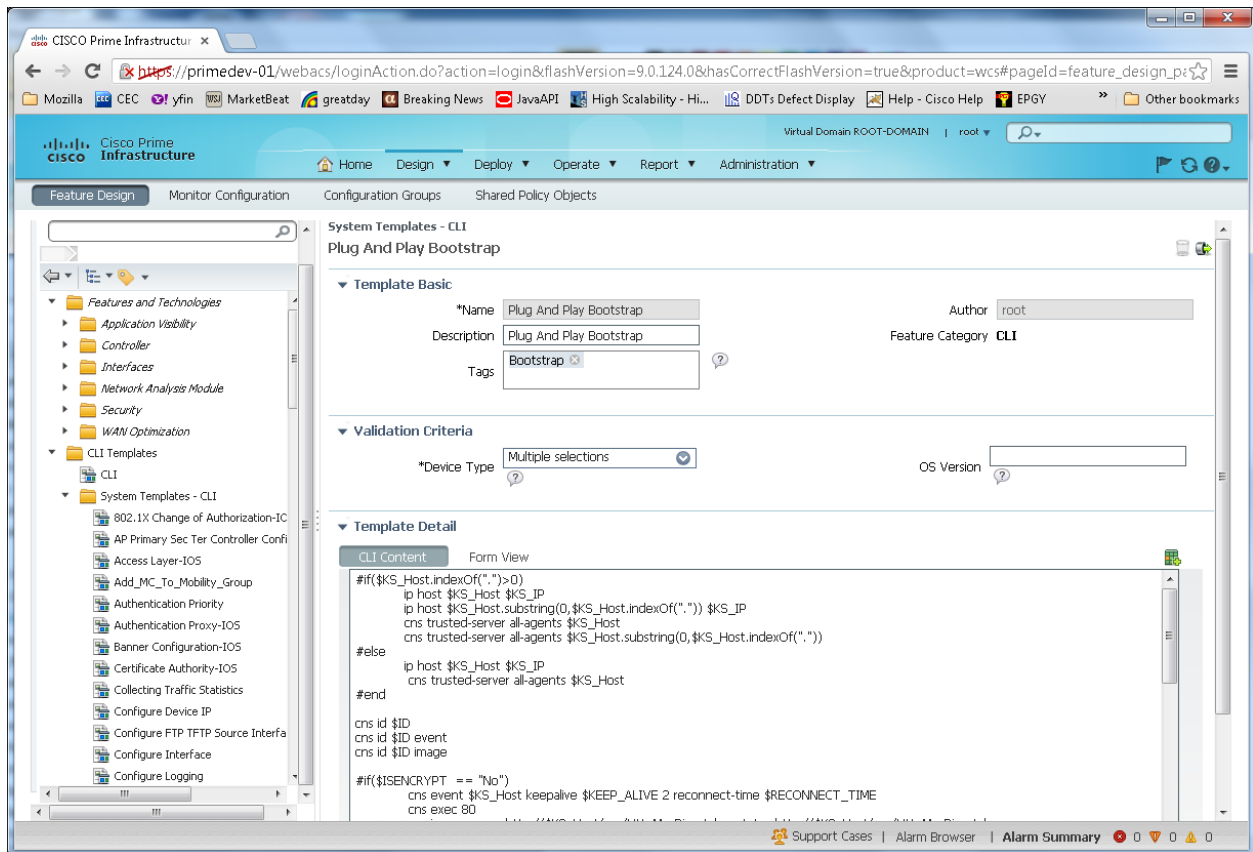 CISCO Prime Infrastructur
https://primedev-01/webacs/loginAction.do?action=login&flashVersion=9.0.124.0&hasCorrectFlashVersion=true&product=wcs#pageId=feature_design_pa
Mozilla CEC yfin MarketBeat greatday Breaking News JavaAPI High Scalability - Hi... DDTs Defect Display Help - Cisco Help EPGY » Other bookmarks
Virtual Domain ROOT-DOMAIN | root
cisco Cisco Prime
Infrastructure
Home Design Deploy Operate Report Administration
Feature Design Monitor Configuration Configuration Groups Shared Policy Objects
Features and Technologies
Application Visibility
Controller
Interfaces
Network Analysis Module
Security
WAN Optimization
CLI Templates
CLI
System Templates - CLI
802.1X Change of Authorization-IC
AP Primary Sec Ter Controller Confi
Access Layer-IOS
Add_MC_To_Mobility_Group
Authentication Priority
Authentication Proxy-IOS
Banner Configuration-IOS
Certificate Authority-IOS
Collecting Traffic Statistics
Configure Device IP
Configure FTP TFTP Source Interfa
Configure Interface
Configure Logging
System Templates - CLI
Plug And Play Bootstrap
Template Basic
*Name Plug And Play Bootstrap Author root
Description Plug And Play Bootstrap Feature Category CLI
Tags Bootstrap
Validation Criteria
*Device Type Multiple selections OS Version
Template Detail
CLI Content Form View
#if($KS_Host.indexOf(".")>0)
ip host $KS_Host $KS_IP
ip host $KS_Host.substring(0,$KS_Host.indexOf(".")) $KS_IP
cns trusted-server all-agents $KS_Host
cns trusted-server all-agents $KS_Host.substring(0,$KS_Host.indexOf("."))
#else
ip host $KS_Host $KS_IP
cns trusted-server all-agents $KS_Host
#end
cns id $ID
cns id $ID event
cns id $ID image
#if($ISENCRYPT == "No")
cns event $KS_Host keepalive $KEEP_ALIVE 2 reconnect-time $RECONNECT_TIME
cns exec 80
Support Cases | Alarm Browser | Alarm Summary 0 0 0